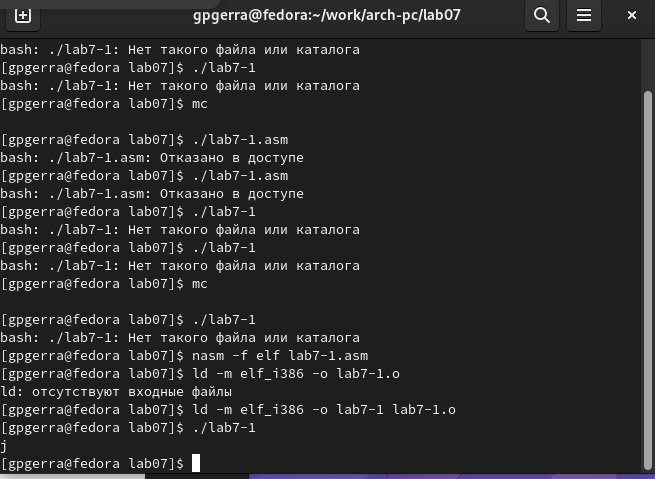 gpgerra@fedora:~/work/arch-pc/lab07
bash: ./lab7-1: Нет такого файла или каталога
[gpgerra@fedora lab07]$ ./lab7-1
bash: ./lab7-1: Нет такого файла или каталога
[gpgerra@fedora lab07]$ mc
[gpgerra@fedora lab07]$ ./lab7-1.asm
bash: ./lab7-1.asm: Отказано в доступе
[gpgerra@fedora lab07]$ ./lab7-1.asm
bash: ./lab7-1.asm: Отказано в доступе
[gpgerra@fedora lab07]$ ./lab7-1
bash: ./lab7-1: Нет такого файла или каталога
[gpgerra@fedora lab07]$ ./lab7-1
bash: ./lab7-1: Нет такого файла или каталога
[gpgerra@fedora lab07]$ mc
[gpgerra@fedora lab07]$ ./lab7-1
bash: ./lab7-1: Нет такого файла или каталога
[gpgerra@fedora lab07]$ nasm -f elf lab7-1.asm
[gpgerra@fedora lab07]$ ld -m elf_i386 -o lab7-1.o
ld: отсутствуют входные файлы
[gpgerra@fedora lab07]$ ld -m elf_i386 -o lab7-1 lab7-1.o
[gpgerra@fedora lab07]$ ./lab7-1
j
[gpgerra@fedora lab07]$